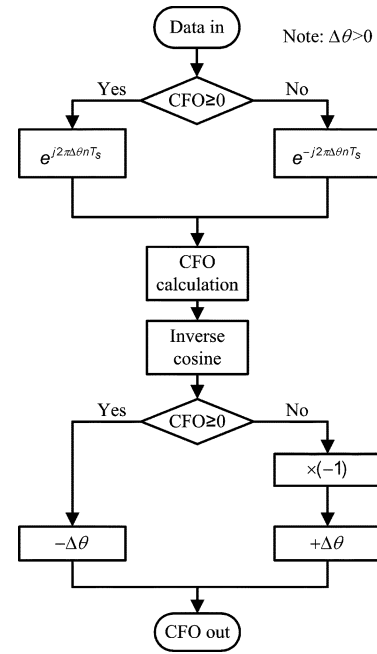 Data in
Note: Δθ>0
CFO≥0
Yes
No
e^{j2πΔθnT_s}
e^{−j2πΔθnT_s}
CFO
calculation
Inverse
cosine
CFO≥0
Yes
No
×(−1)
−Δθ
+Δθ
CFO out